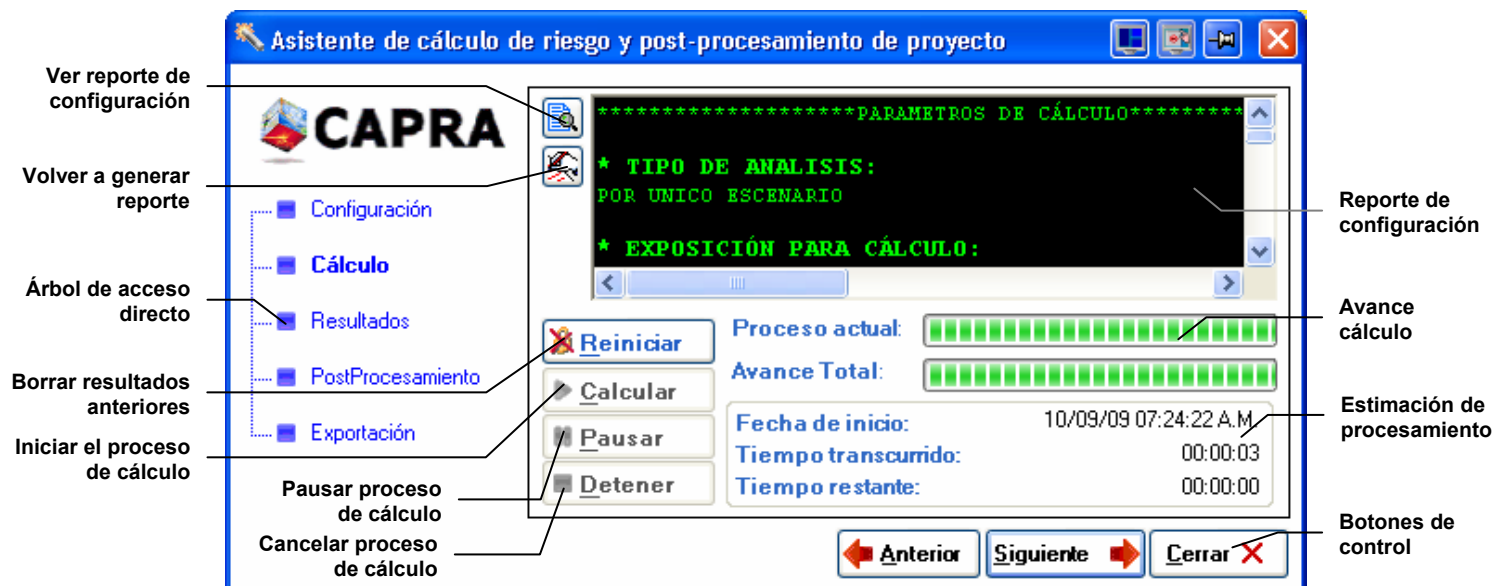 Asistente de cálculo de riesgo y post-procesamiento de proyecto
Ver reporte de
configuración
Volver a generar
reporte
Árbol de acceso
directo
Borrar resultados
anteriores
Iniciar el proceso
de cálculo
Pausar proceso
de cálculo
Cancelar proceso
de cálculo
CAPRA
Configuración
Cálculo
Resultados
PostProcesamiento
Exportación
********************PARAMETROS DE CÁLCULO*********
* TIPO DE ANALISIS:
POR UNICO ESCENARIO
* EXPOSICIÓN PARA CÁLCULO:
Reiniciar
Calcular
Pausar
Detener
Proceso actual:
Avance Total:
Fecha de inicio: 10/09/09 07:24:22 A.M.
Tiempo transcurrido: 00:00:03
Tiempo restante: 00:00:00
Anterior
Siguiente
Cerrar
Reporte de
configuración
Avance
cálculo
Estimación de
procesamiento
Botones de
control